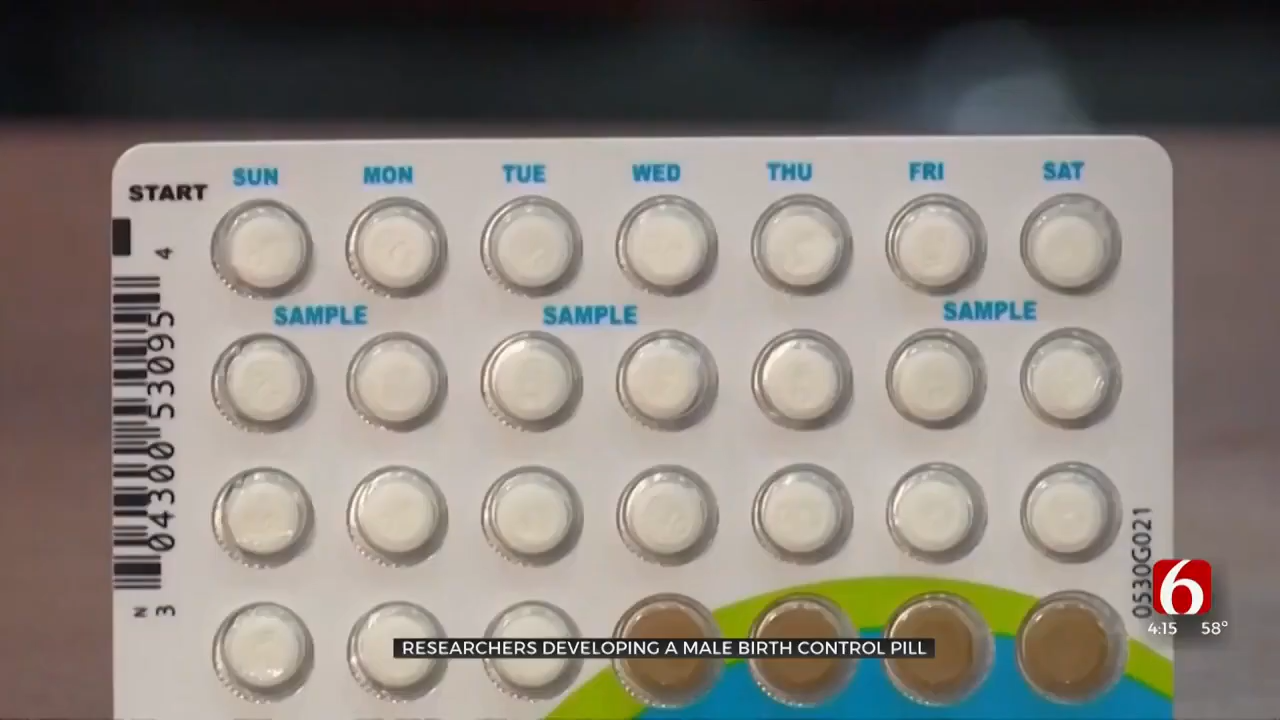 START
SUN MON TUE WED THU FRI SAT
SAMPLE SAMPLE SAMPLE
N 3 04300 53095 4
0530G021
6
4:15 58°
RESEARCHERS DEVELOPING A MALE BIRTH CONTROL PILL